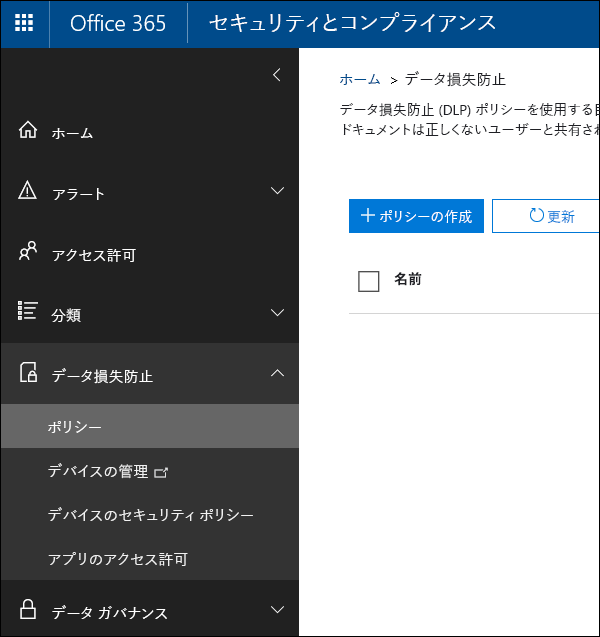 Office 365 セキュリティとコンプライアンス
ホーム > データ損失防止
データ損失防止 (DLP) ポリシーを使用する
ドキュメントは正しくないユーザーと共有され
ポリシーの作成 更新
名前
ホーム
アラート
アクセス許可
分類
データ損失防止
ポリシー
デバイスの管理
デバイスのセキュリティ ポリシー
アプリのアクセス許可
データ ガバナンス